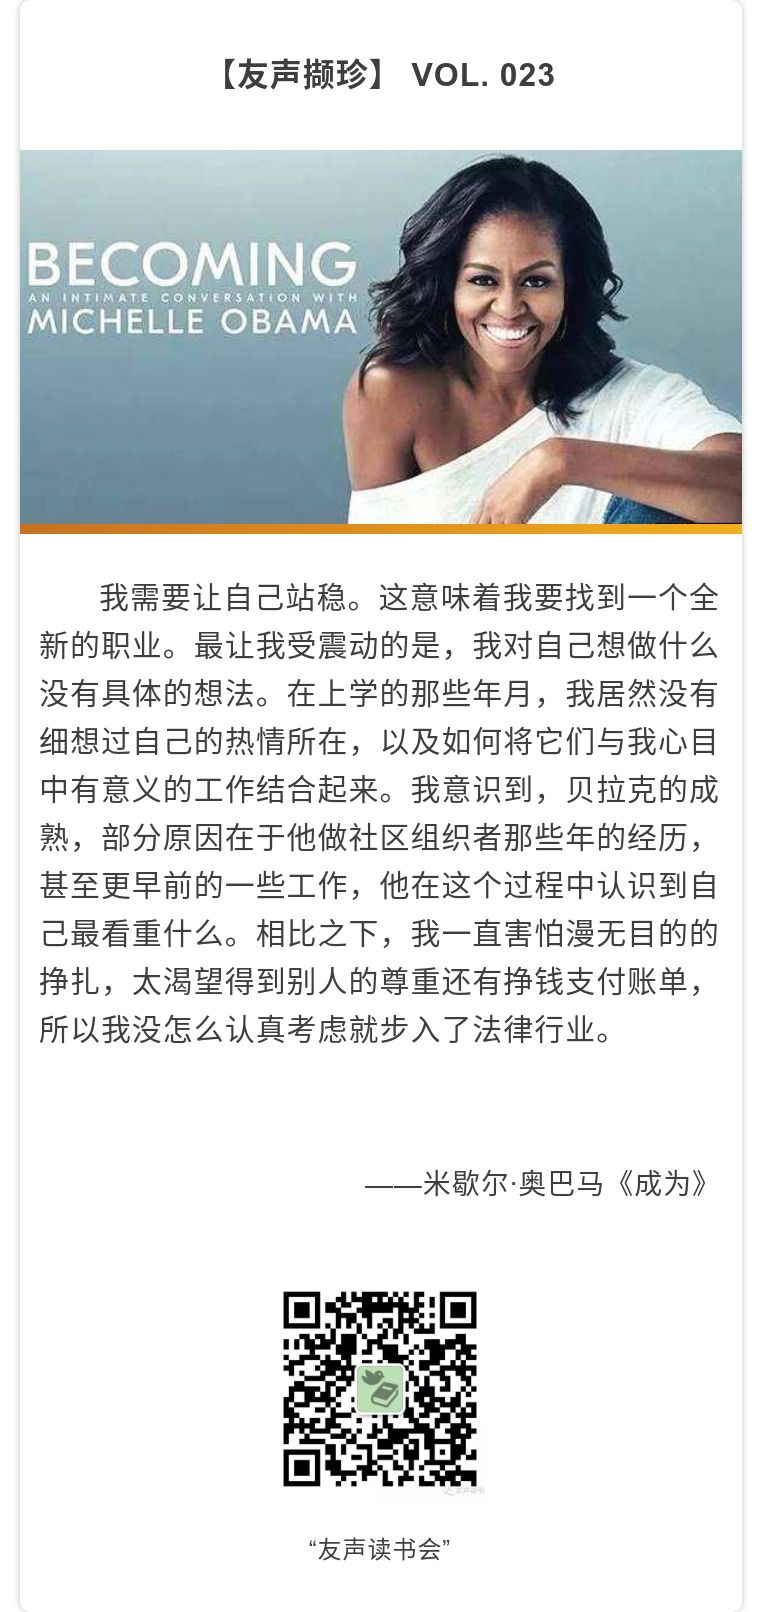 【友声撷珍】 VOL. 023
BECOMING
AN INTIMATE CONVERSATION WITH
MICHELLE OBAMA
我需要让自己站稳。这意味着我要找到一个全
新的职业。最让我受震动的是，我对自己想做什么
没有具体的想法。在上学的那些年月，我居然没有
细想过自己的热情所在，以及如何将它们与我心目
中有意义的工作结合起来。我意识到，贝拉克的成
熟，部分原因在于他做社区组织者那些年的经历，
甚至更早前的一些工作，他在这个过程中认识到自
己最看重什么。相比之下，我一直害怕漫无目的的
挣扎，太渴望得到别人的尊重还有挣钱支付账单，
所以我没怎么认真考虑就步入了法律行业。
——米歇尔·奥巴马《成为》
“友声读书会”